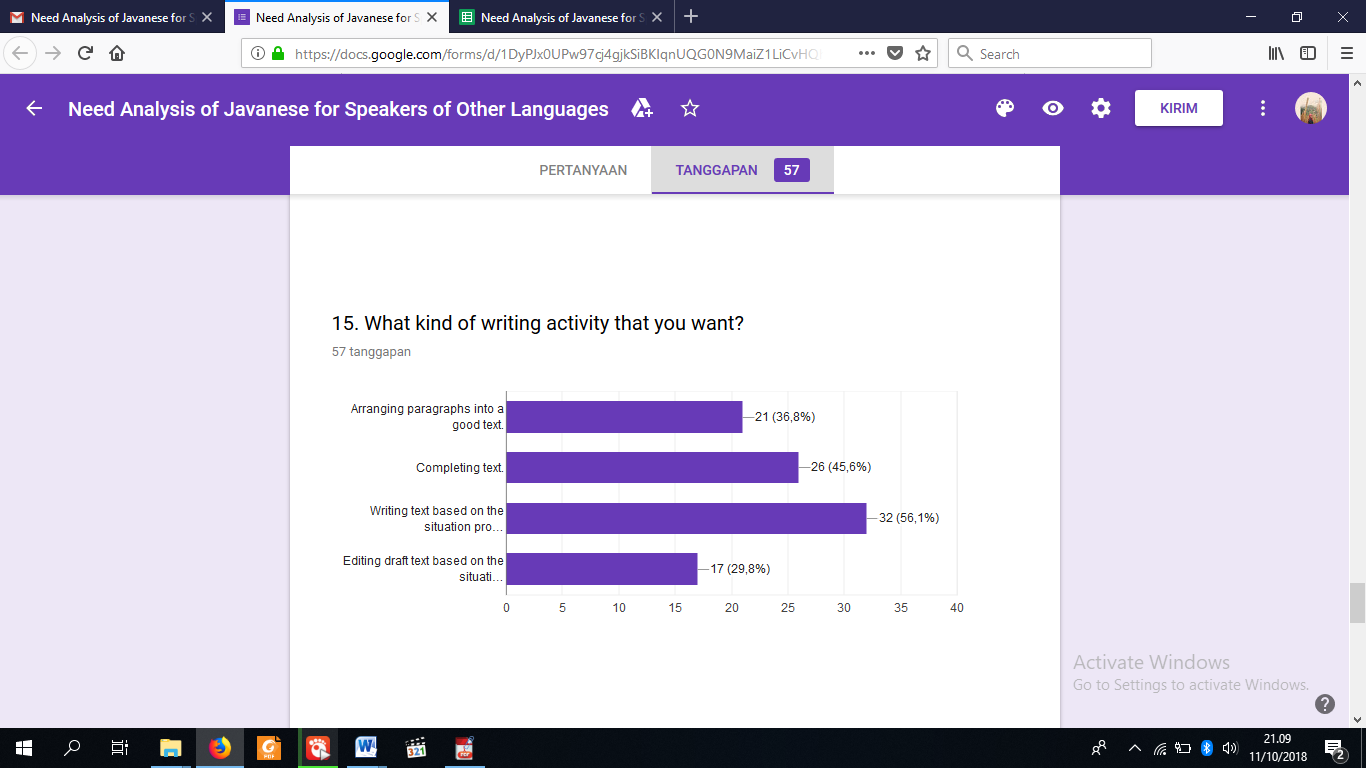 Need Analysis of Javanese for S
Need Analysis of Javanese for S
Need Analysis of Javanese for S
https://docs.google.com/forms/d/1DyPJx0UPw97cj4gjkSiBKIqnUQG0N9MaiZ1LiCvHQ
Search
Need Analysis of Javanese for Speakers of Other Languages
KIRIM
PERTANYAAN
TANGGAPAN 57
15. What kind of writing activity that you want?
57 tanggapan
Arranging paragraphs into a
good text.
21 (36,8%)
Completing text.
26 (45,6%)
Writing text based on the
situation pro...
32 (56,1%)
Editing draft text based on the
situati...
17 (29,8%)
0 5 10 15 20 25 30 35 40
Activate Windows
Go to Settings to activate Windows.
PDF
W
321
PDF
21.09
11/10/2018
2